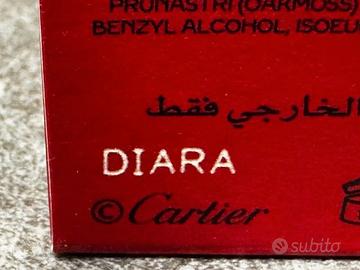 PRUNASTRI (OAKMOSS)
BENZYL ALCOHOL, ISOEU
الخارجي فقط
DIARA
©Cartier
subito